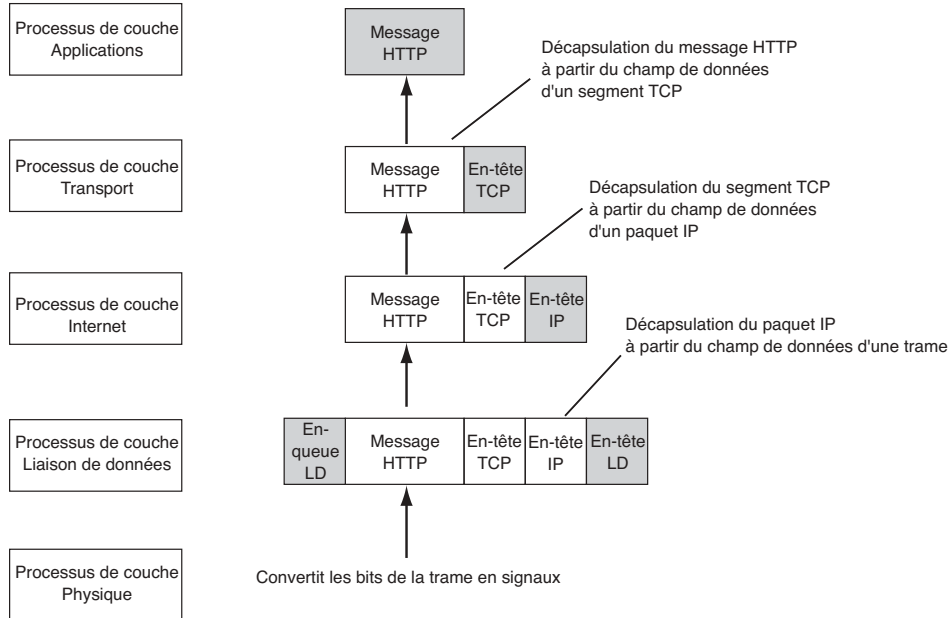 Processus de couche
Applications
Message
HTTP
Décapsulation du message HTTP
à partir du champ de données
d'un segment TCP
Processus de couche
Transport
Message
HTTP
En-tête
TCP
Décapsulation du segment TCP
à partir du champ de données
d'un paquet IP
Processus de couche
Internet
Message
HTTP
En-tête
TCP
En-tête
IP
Décapsulation du paquet IP
à partir du champ de données d'une trame
Processus de couche
Liaison de données
En-
queue
LD
Message
HTTP
En-tête
TCP
En-tête
IP
En-tête
LD
Processus de couche
Physique
Convertit les bits de la trame en signaux